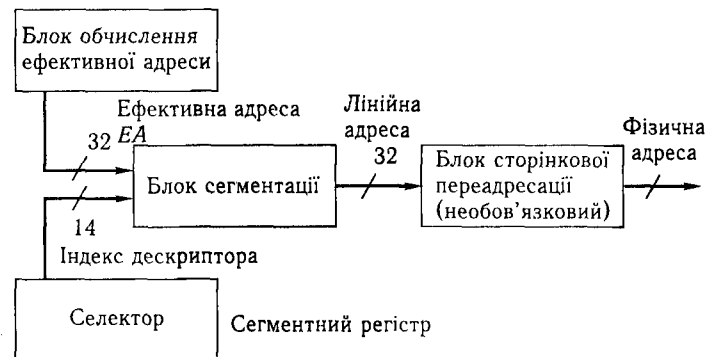 Блок обчислення
ефективної адреси
Ефективна адреса
32 EA
Лінійна
адреса
32
Фізична
адреса
Блок сегментації
Блок сторінкової
переадресації
(необов'язковий)
14
Індекс дескриптора
Селектор
Сегментний регістр